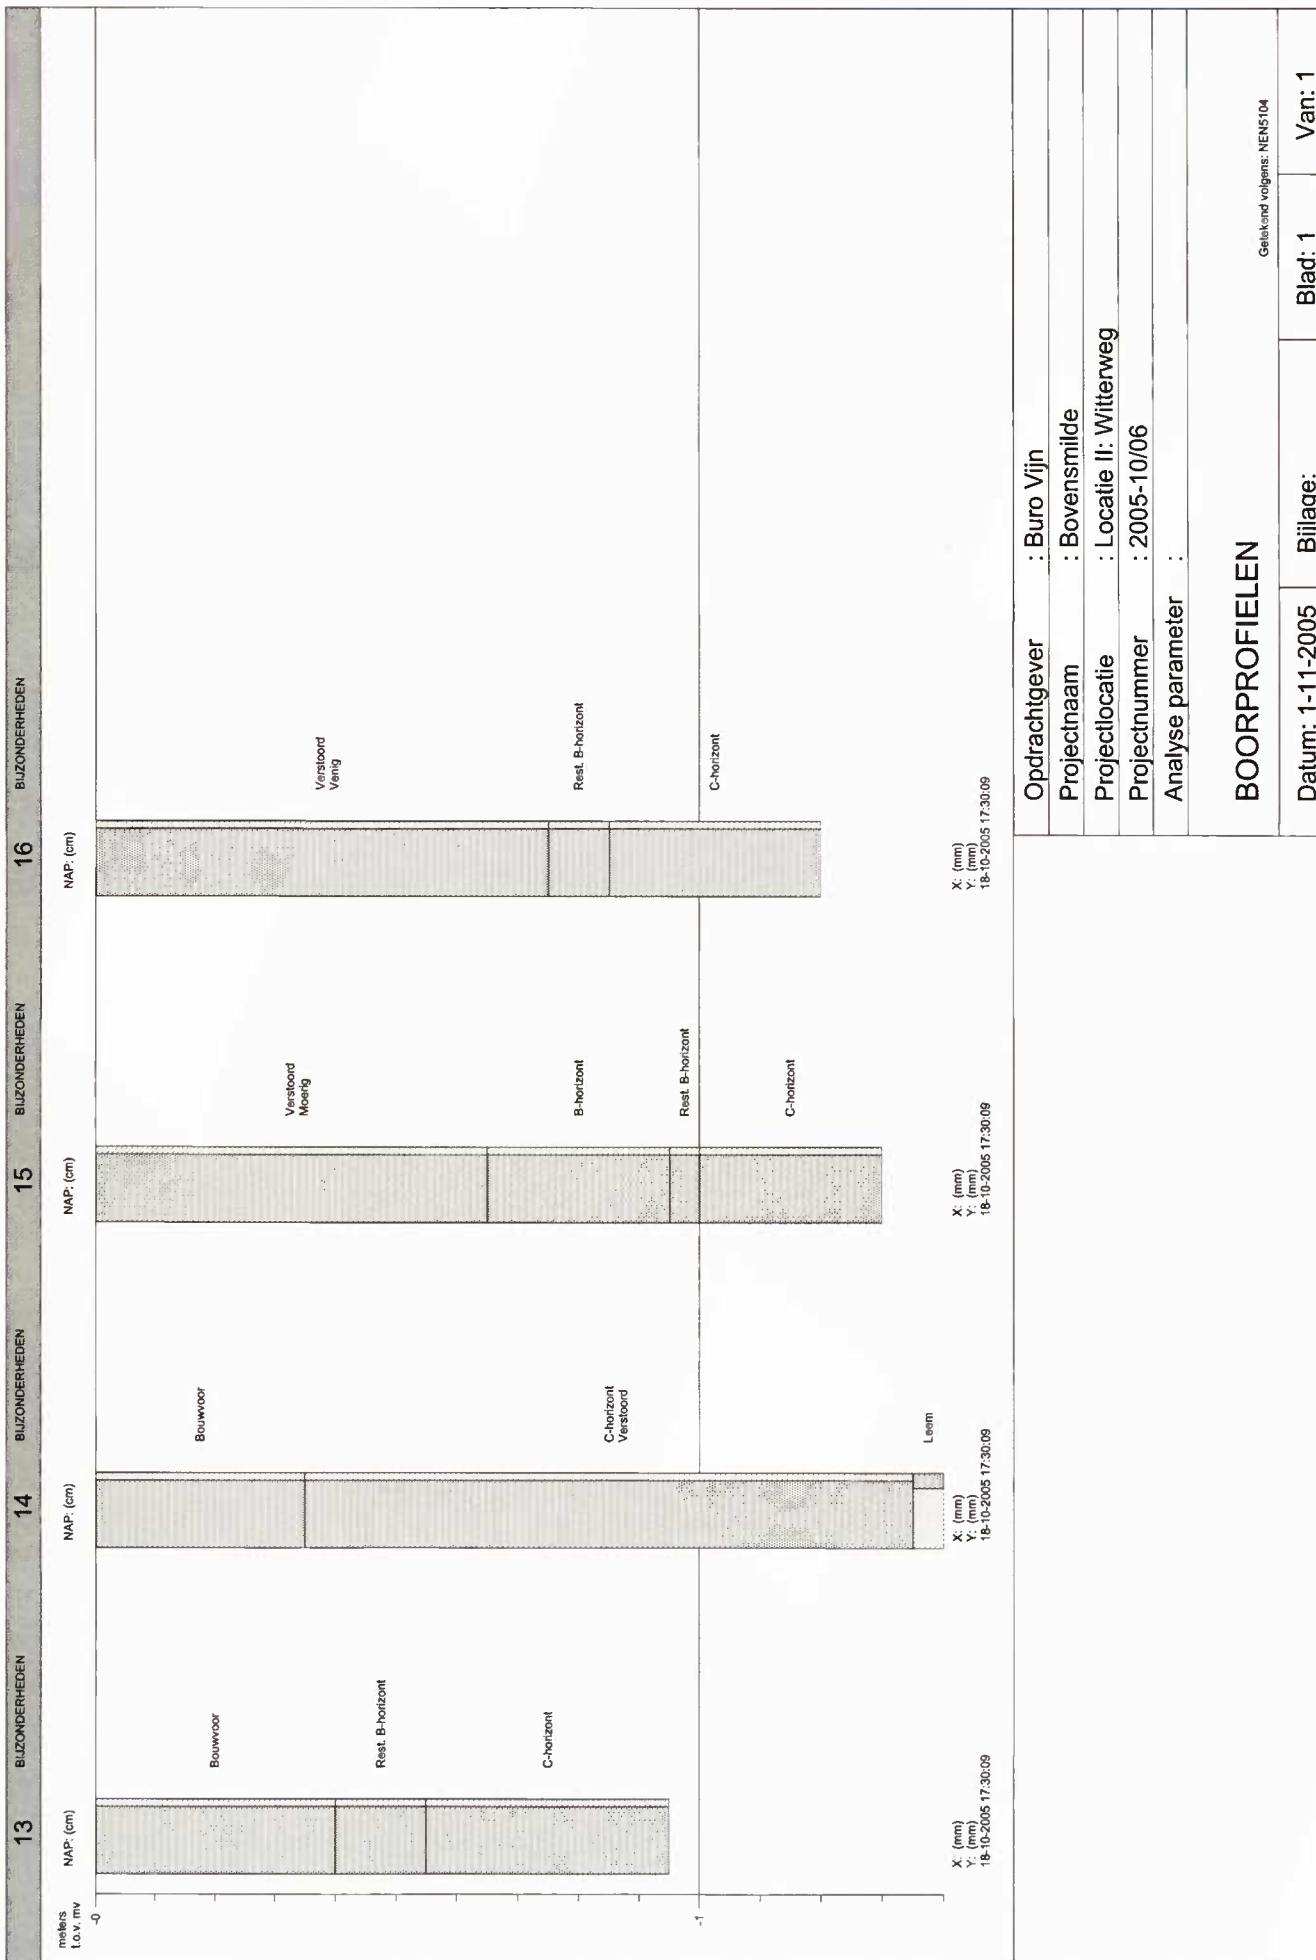 13 BIJZONDERHEDEN 14 BIJZONDERHEDEN 15 BIJZONDERHEDEN 16 BIJZONDERHEDEN
meters
t.o.v. mv
NAP: (cm) NAP: (cm) NAP: (cm) NAP: (cm)
-0
-1
Bouwvoor
Rest. B-horizont
C-horizont
X: (mm)
Y: (mm)
18-10-2005 17:30:09
Bouwvoor
C-horizont
Verstoord
Leem
X: (mm)
Y: (mm)
18-10-2005 17:30:09
Verstoord
Moerig
B-horizont
Rest. B-horizont
C-horizont
X: (mm)
Y: (mm)
18-10-2005 17:30:09
Verstoord
Venig
Rest. B-horizont
C-horizont
X: (mm)
Y: (mm)
18-10-2005 17:30:09
Opdrachtgever : Buro Vijn
Projectnaam : Bovensmilde
Projectlocatie : Locatie II: Witterweg
Projectnummer : 2005-10/06
Analyse parameter :
BOORPROFIELEN
Getekend volgens: NEN5104
Datum: 1-11-2005 Bijlage: Blad: 1 Van: 1